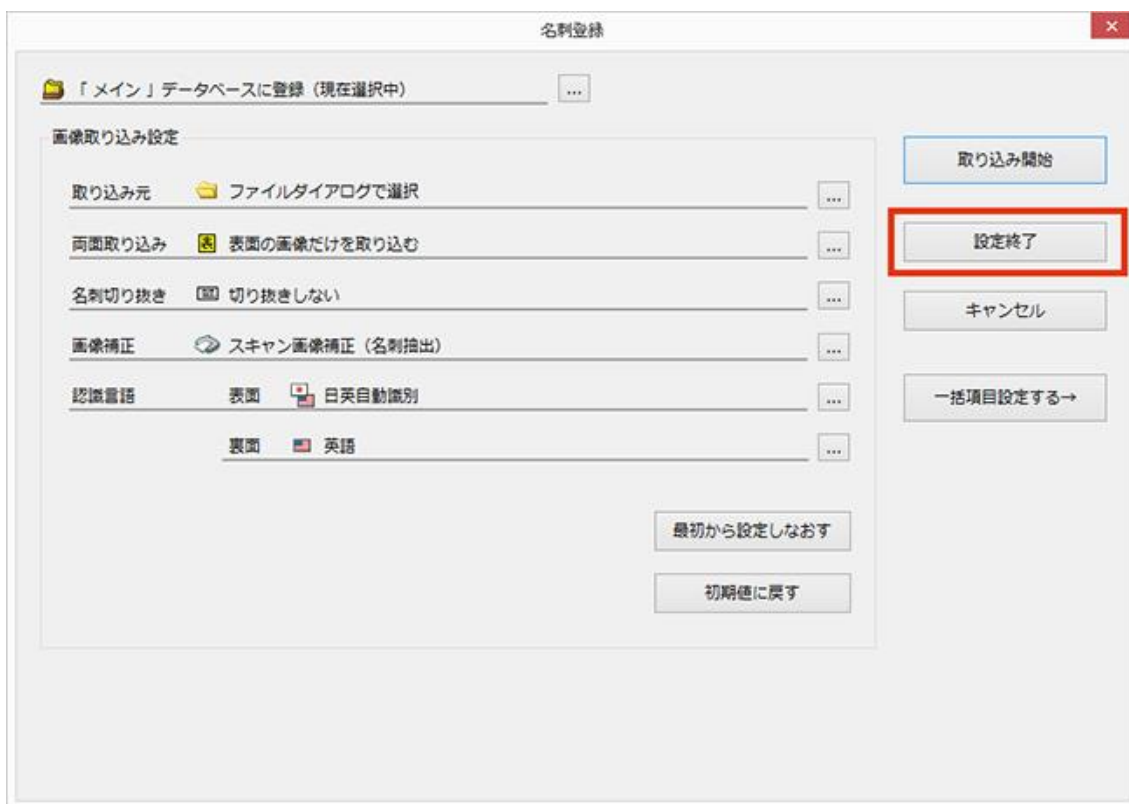 名刺登録
「メイン」データベースに登録（現在選択中）
...
画像取り込み設定
取り込み元 ファイルダイアログで選択 ...
両面取り込み 表 表面の画像だけを取り込む ...
名刺切り抜き 切り抜きしない ...
画像補正 スキャン画像補正（名刺抽出） ...
認識言語 表面 日英自動識別 ...
裏面 英語 ...
最初から設定しなおす
初期値に戻す
取り込み開始
設定終了
キャンセル
一括項目設定する→